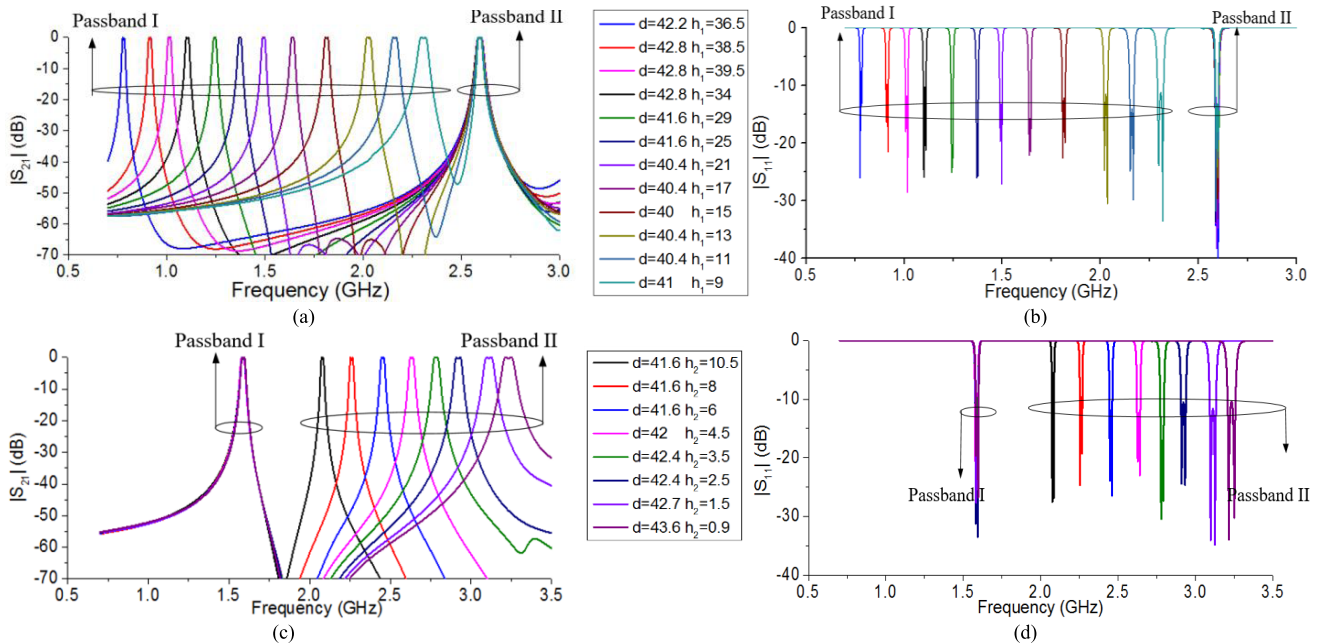 Passband I
Passband II
0
-10
-20
-30
-40
-50
-60
-70
|S21| (dB)
0.5 1.0 1.5 2.0 2.5 3.0
Frequency (GHz)
(a)
d=42.2 h1=36.5
d=42.8 h1=38.5
d=42.8 h1=39.5
d=42.8 h1=34
d=41.6 h1=29
d=41.6 h1=25
d=40.4 h1=21
d=40.4 h1=17
d=40 h1=15
d=40.4 h1=13
d=40.4 h1=11
d=41 h1=9
Passband I
Passband II
0
-10
-20
-30
-40
|S11| (dB)
0.5 1.0 1.5 2.0 2.5 3.0
Frequency (GHz)
(b)
Passband I
Passband II
0
-10
-20
-30
-40
-50
-60
-70
|S21| (dB)
0.5 1.0 1.5 2.0 2.5 3.0 3.5
Frequency (GHz)
(c)
d=41.6 h2=10.5
d=41.6 h2=8
d=41.6 h2=6
d=42 h2=4.5
d=42.4 h2=3.5
d=42.4 h2=2.5
d=42.7 h2=1.5
d=43.6 h2=0.9
0
-10
-20
-30
-40
|S11| (dB)
Passband I
Passband II
0.5 1.0 1.5 2.0 2.5 3.0 3.5
Frequency (GHz)
(d)